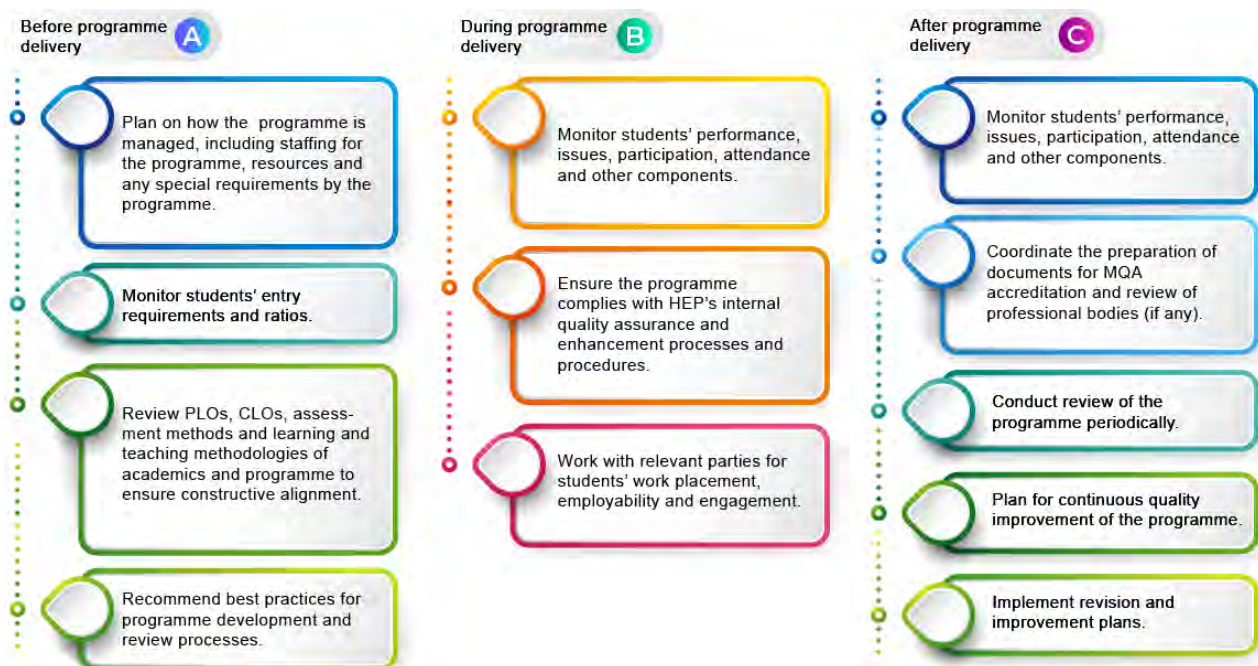 Before programme
delivery
A
Plan on how the programme is
managed, including staffing for
the programme, resources and
any special requirements by the
programme.
Monitor students' entry
requirements and ratios.
Review PLOs, CLOs, assess-
ment methods and learning and
teaching methodologies of
academics and programme to
ensure constructive alignment.
Recommend best practices for
programme development and
review processes.
During programme
delivery
B
Monitor students' performance,
issues, participation, attendance
and other components.
Ensure the programme
complies with HEP's internal
quality assurance and
enhancement processes and
procedures.
Work with relevant parties for
students' work placement,
employability and engagement.
After programme
delivery
C
Monitor students' performance,
issues, participation, attendance
and other components.
Coordinate the preparation of
documents for MQA
accreditation and review of
professional bodies (if any).
Conduct review of the
programme periodically.
Plan for continuous quality
improvement of the programme.
Implement revision and
improvement plans.